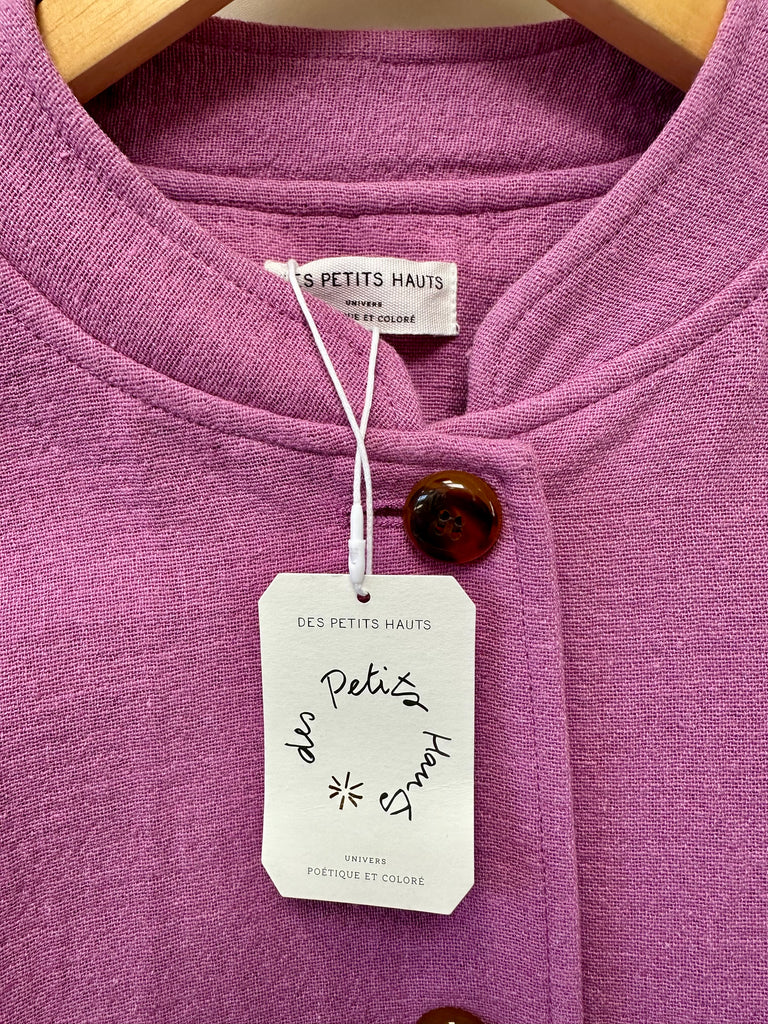 ES PETITS HAUTS
UNIVERS
QUE ET COLORÉ
DES PETITS HAUTS
des Petits Hauts
UNIVERS
POÉTIQUE ET COLORÉ